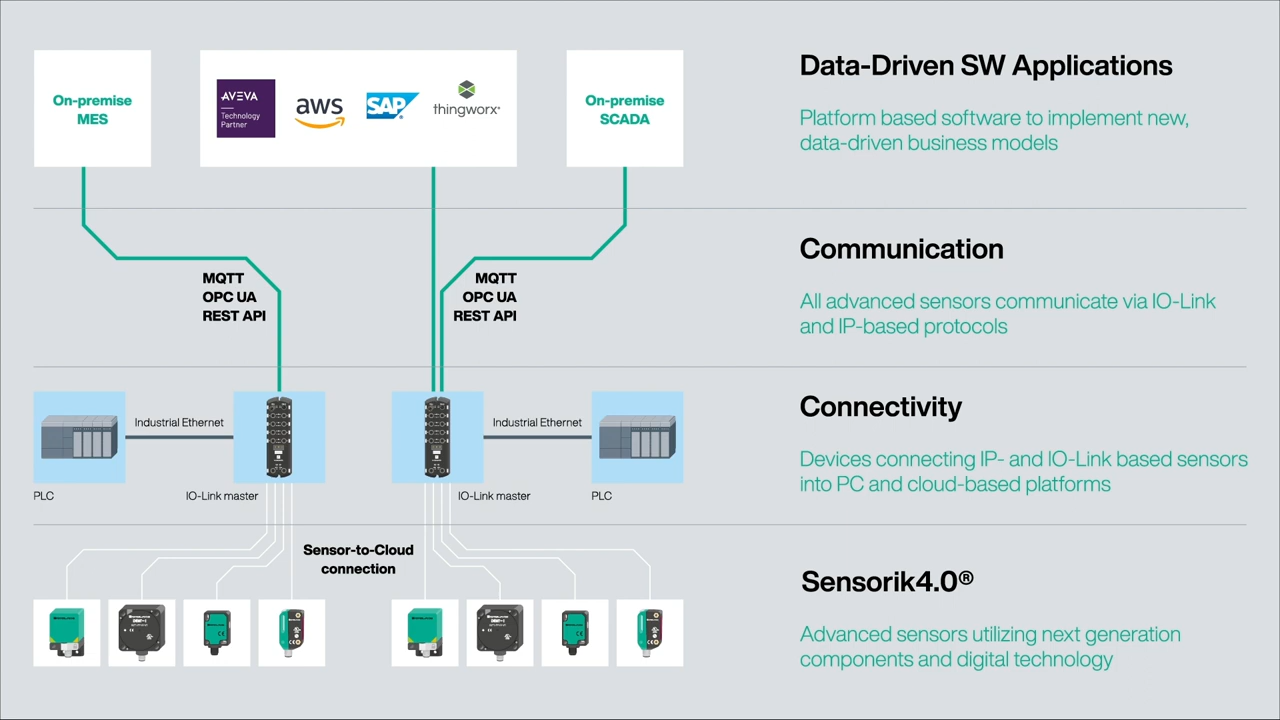 On-premise
MES
AVEVA
Technology
Partner
aws
SAP
thingworx
On-premise
SCADA
Data-Driven SW Applications
Platform based software to implement new,
data-driven business models
MQTT
OPC UA
REST API
MQTT
OPC UA
REST API
Communication
All advanced sensors communicate via IO-Link
and IP-based protocols
Industrial Ethernet
Industrial Ethernet
PLC
IO-Link master
IO-Link master
PLC
Connectivity
Devices connecting IP- and IO-Link based sensors
into PC and cloud-based platforms
Sensor-to-Cloud
connection
Sensorik4.0®
Advanced sensors utilizing next generation
components and digital technology